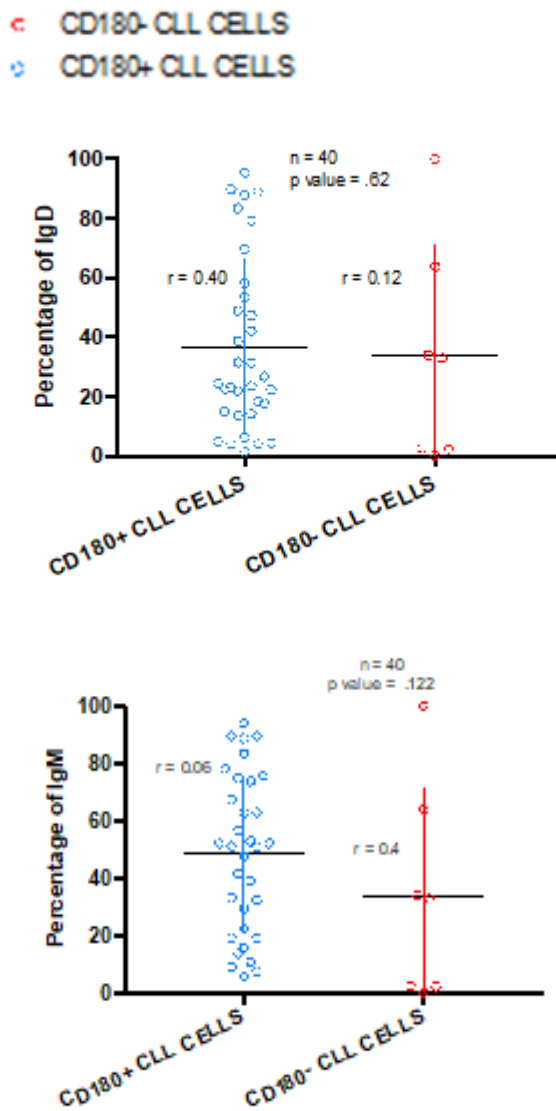 CD180- CLL CELLS
CD180+ CLL CELLS
n = 40
p value = .62
r = 0.40
r = 0.12
Percentage of IgD
100
80
60
40
20
0
CD180+ CLL CELLS
CD180- CLL CELLS
n = 40
p value = .122
r = 0.06
r = 0.4
Percentage of IgM
100
80
60
40
20
0
CD180+ CLL CELLS
CD180- CLL CELLS